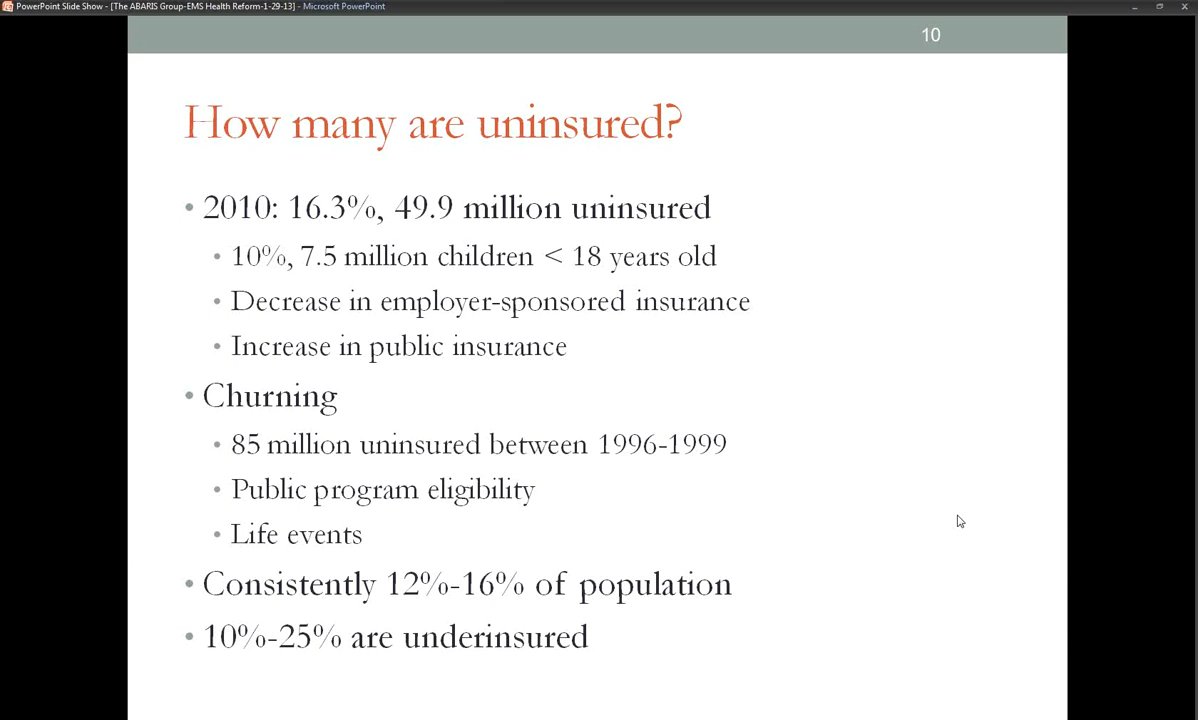 PowerPoint Slide Show - [The ABARIS Group-EMS Health Reform-1-29-13] - Microsoft PowerPoint
10
How many are uninsured?
• 2010: 16.3%, 49.9 million uninsured
• 10%, 7.5 million children < 18 years old
• Decrease in employer-sponsored insurance
• Increase in public insurance
• Churning
• 85 million uninsured between 1996-1999
• Public program eligibility
• Life events
• Consistently 12%-16% of population
• 10%-25% are underinsured